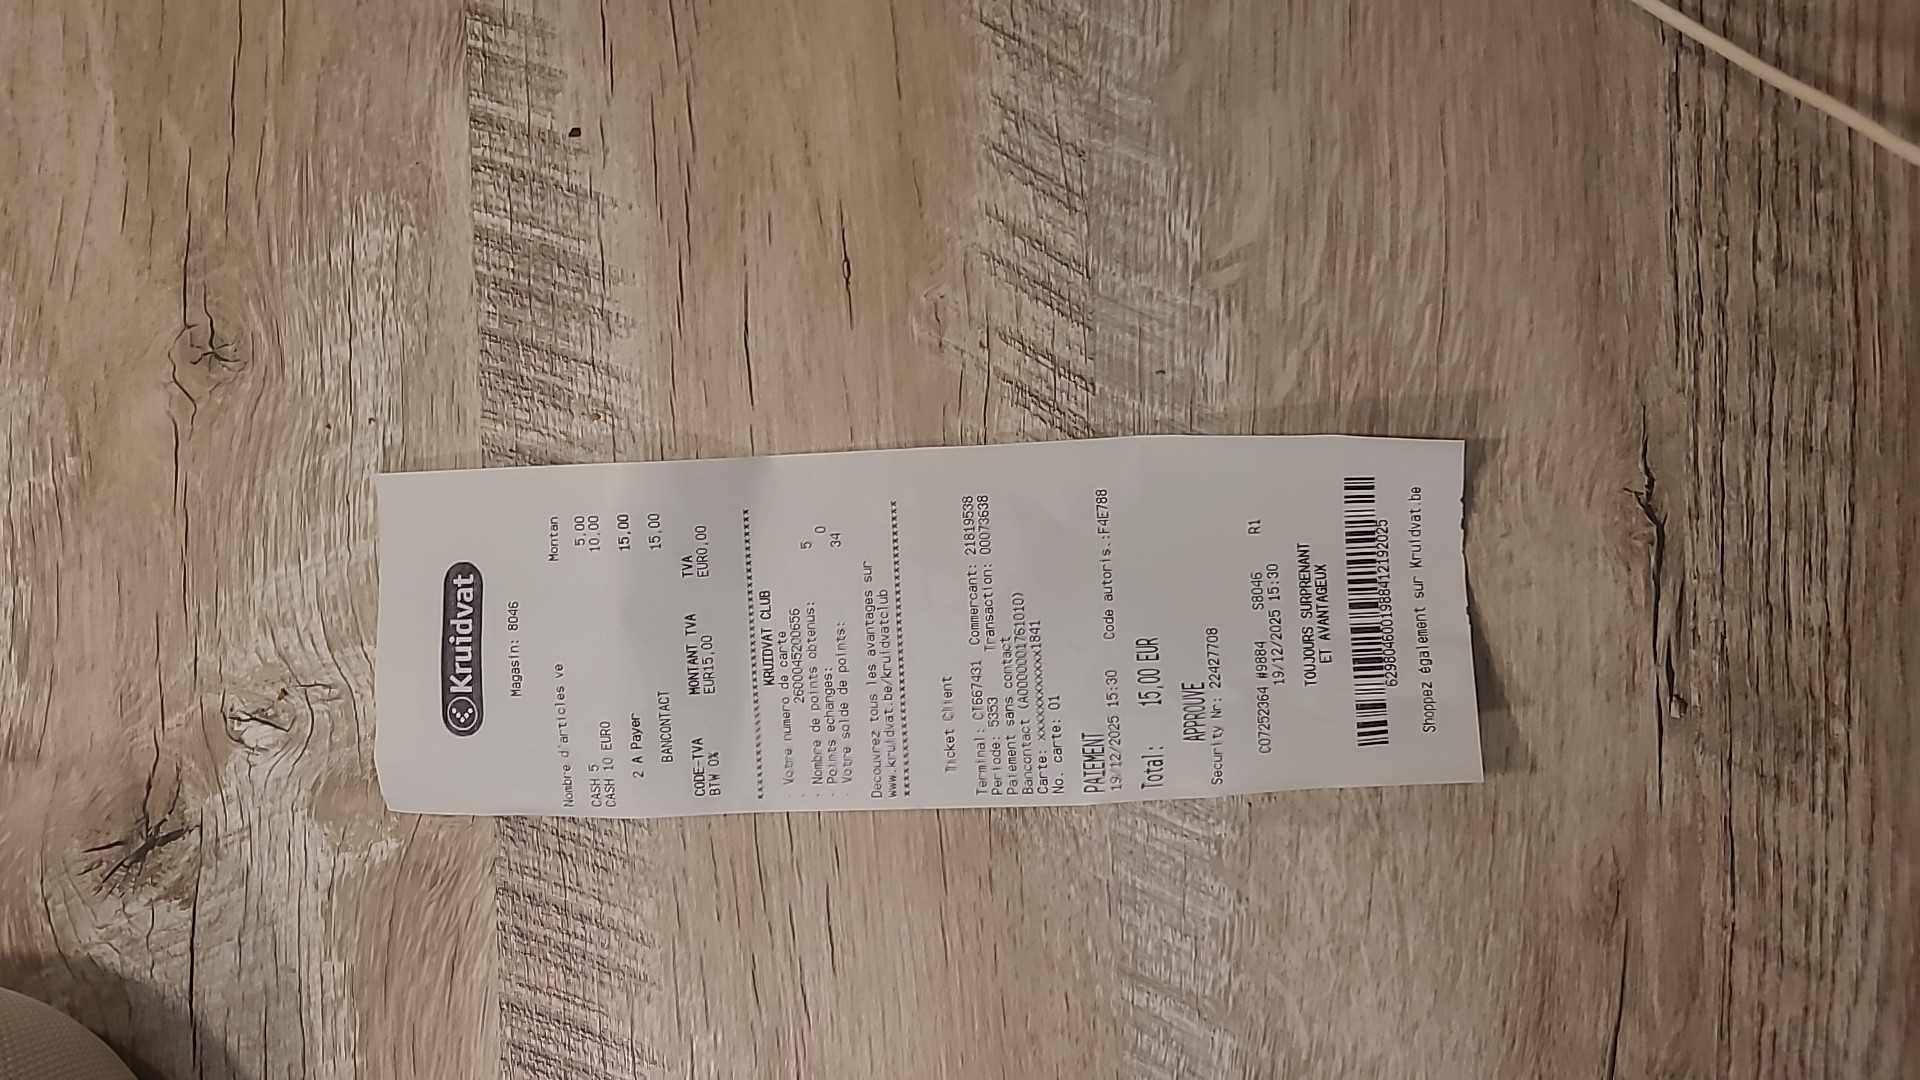 Kruidvat
Magasin: 8046
Nombre d'articles ve Montan
CASH 5 5,00
CASH 10 EURO 10,00
2 A Payer 15,00
BANCONTACT 15,00
CODE-TVA MONTANT TVA TVA
BTW 0% EUR15,00 EUR0,00
KRUIDVAT CLUB
- Votre numero de carte
- 2600045200656
- Nombre de points obtenus: 5
- Points echanges: 0
- Votre solde de points: 34
Decouvrez tous les avantages sur
www.kruidvat.be/kruidvatclub
Ticket Client
Terminal: CT667431 Commercant: 21819538
Periode: 5353 Transaction: 00073638
Paiement sans contact
Bancontact (A0000001761010)
Carte: xxxxxxxxxxxxx1841
No. carte: 01
PAIEMENT
19/12/2025 15:30 Code autoris.:F4E788
Total: 15,00 EUR
APPROUVE
Security Nr: 22427708
C07252364 #9884 S8046 R1
19/12/2025 15:30
TOUJOURS SURPRENANT
ET AVANTAGEUX
6298046001988412192025
Shoppez également sur Kruidvat.be